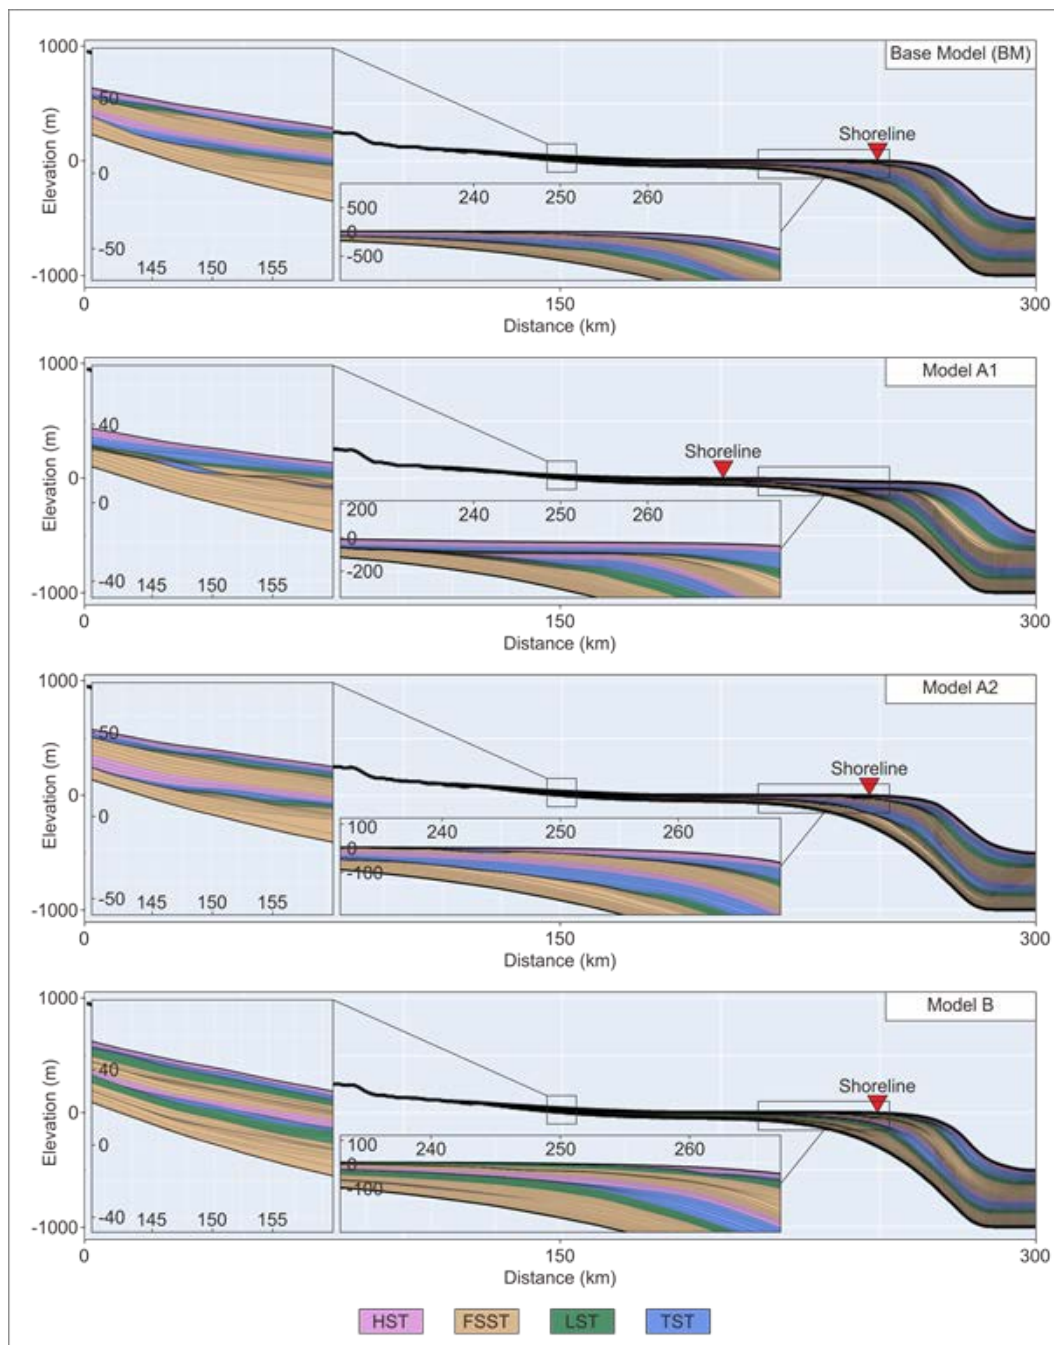 1000
Base Model (BM)
Elevation (m)
50
Shoreline
0
0
240 250 260
500
0
-500
-50
145 150 155
-1000
0 150 300
Distance (km)
1000
Model A1
Elevation (m)
40
Shoreline
0
0
240 250 260
200
0
-200
-40
145 150 155
-1000
0 150 300
Distance (km)
1000
Model A2
Elevation (m)
50
Shoreline
0
0
100 240 250 260
0
-100
-50
145 150 155
-1000
0 150 300
Distance (km)
1000
Model B
Elevation (m)
40
Shoreline
0
0
100 240 250 260
0
-100
-40
145 150 155
-1000
0 150 300
Distance (km)
HST FSST LST TST